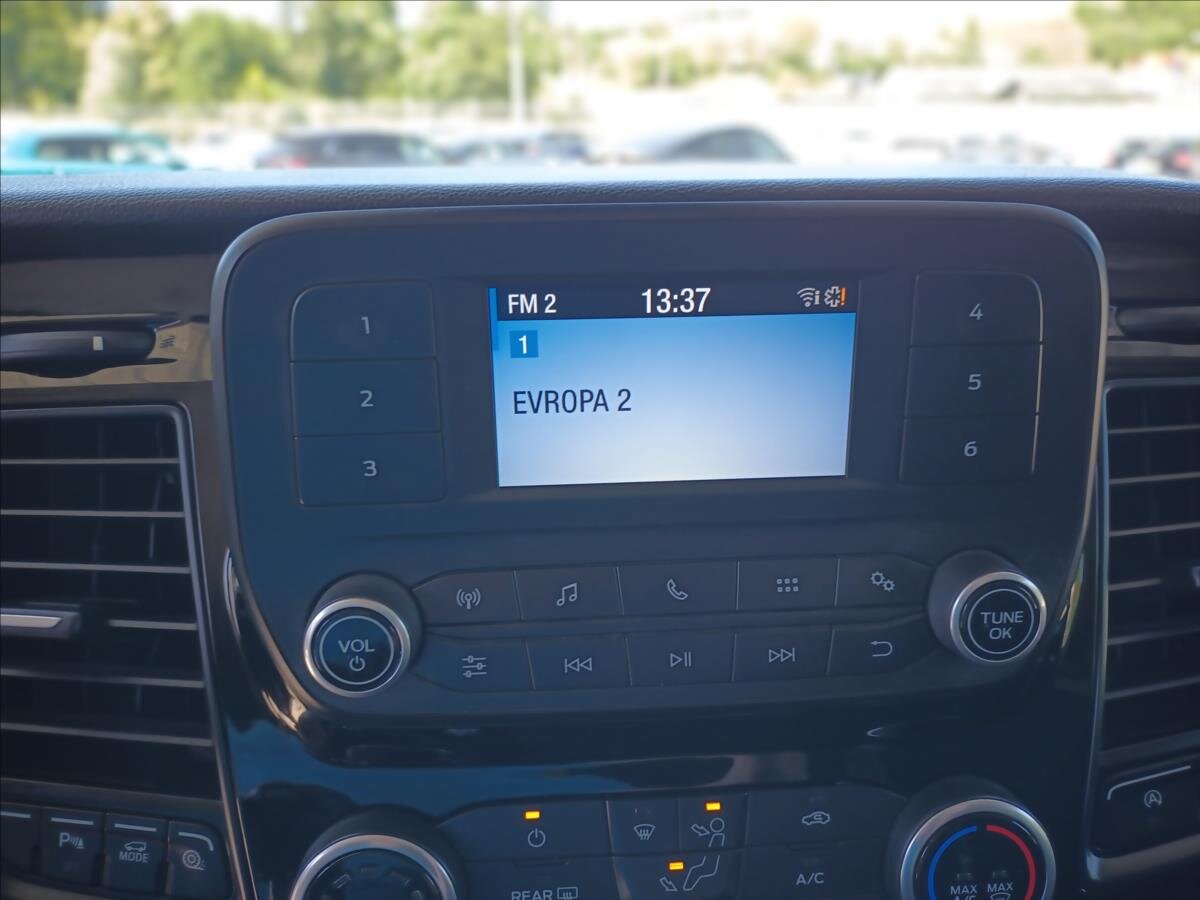 FM 2 13:37
1
EVROPA 2
1
2
3
4
5
6
VOL
TUNE
OK
P
MODE
A
REAR
A/C
MAX
A/C
MAX